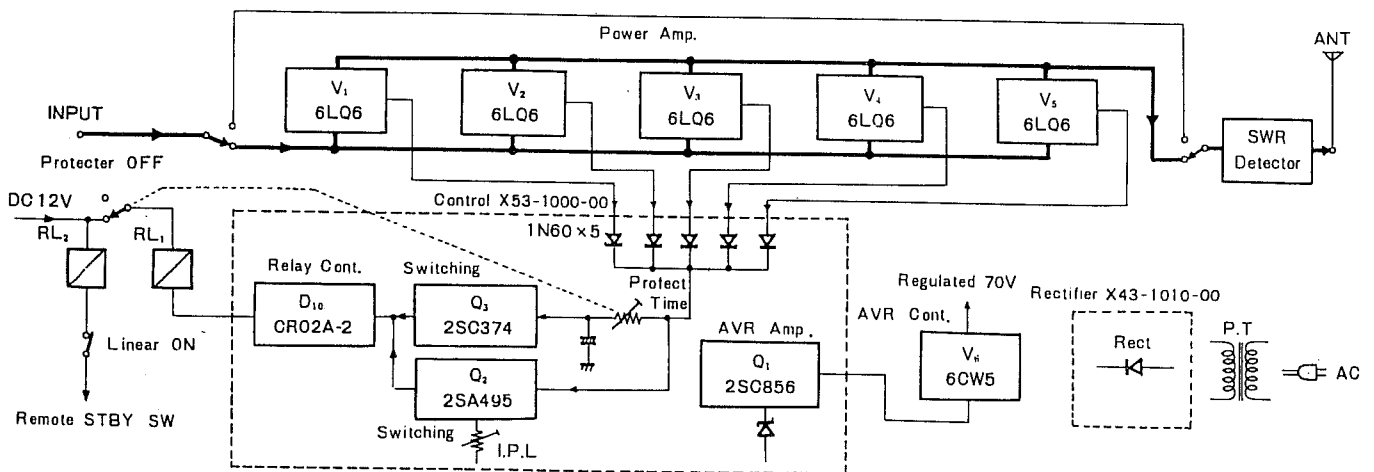 Power Amp.
ANT
V₁
6LQ6
V₂
6LQ6
V₃
6LQ6
V₄
6LQ6
V₅
6LQ6
INPUT
SWR
Detector
Protecter OFF
DC 12V
Control X53-1000-00
RL₂
RL₁
1N60×5
Relay Cont.
Switching
Protect
Time
Regulated 70V
Rectifier X43-1010-00
D₁₀
CR02A-2
Q₃
2SC374
AVR Amp.
AVR Cont.
P.T
Linear ON
Q₂
2SA495
Q₁
2SC856
V₆
6CW5
Rect
AC
Remote STBY SW
Switching
I.P.L